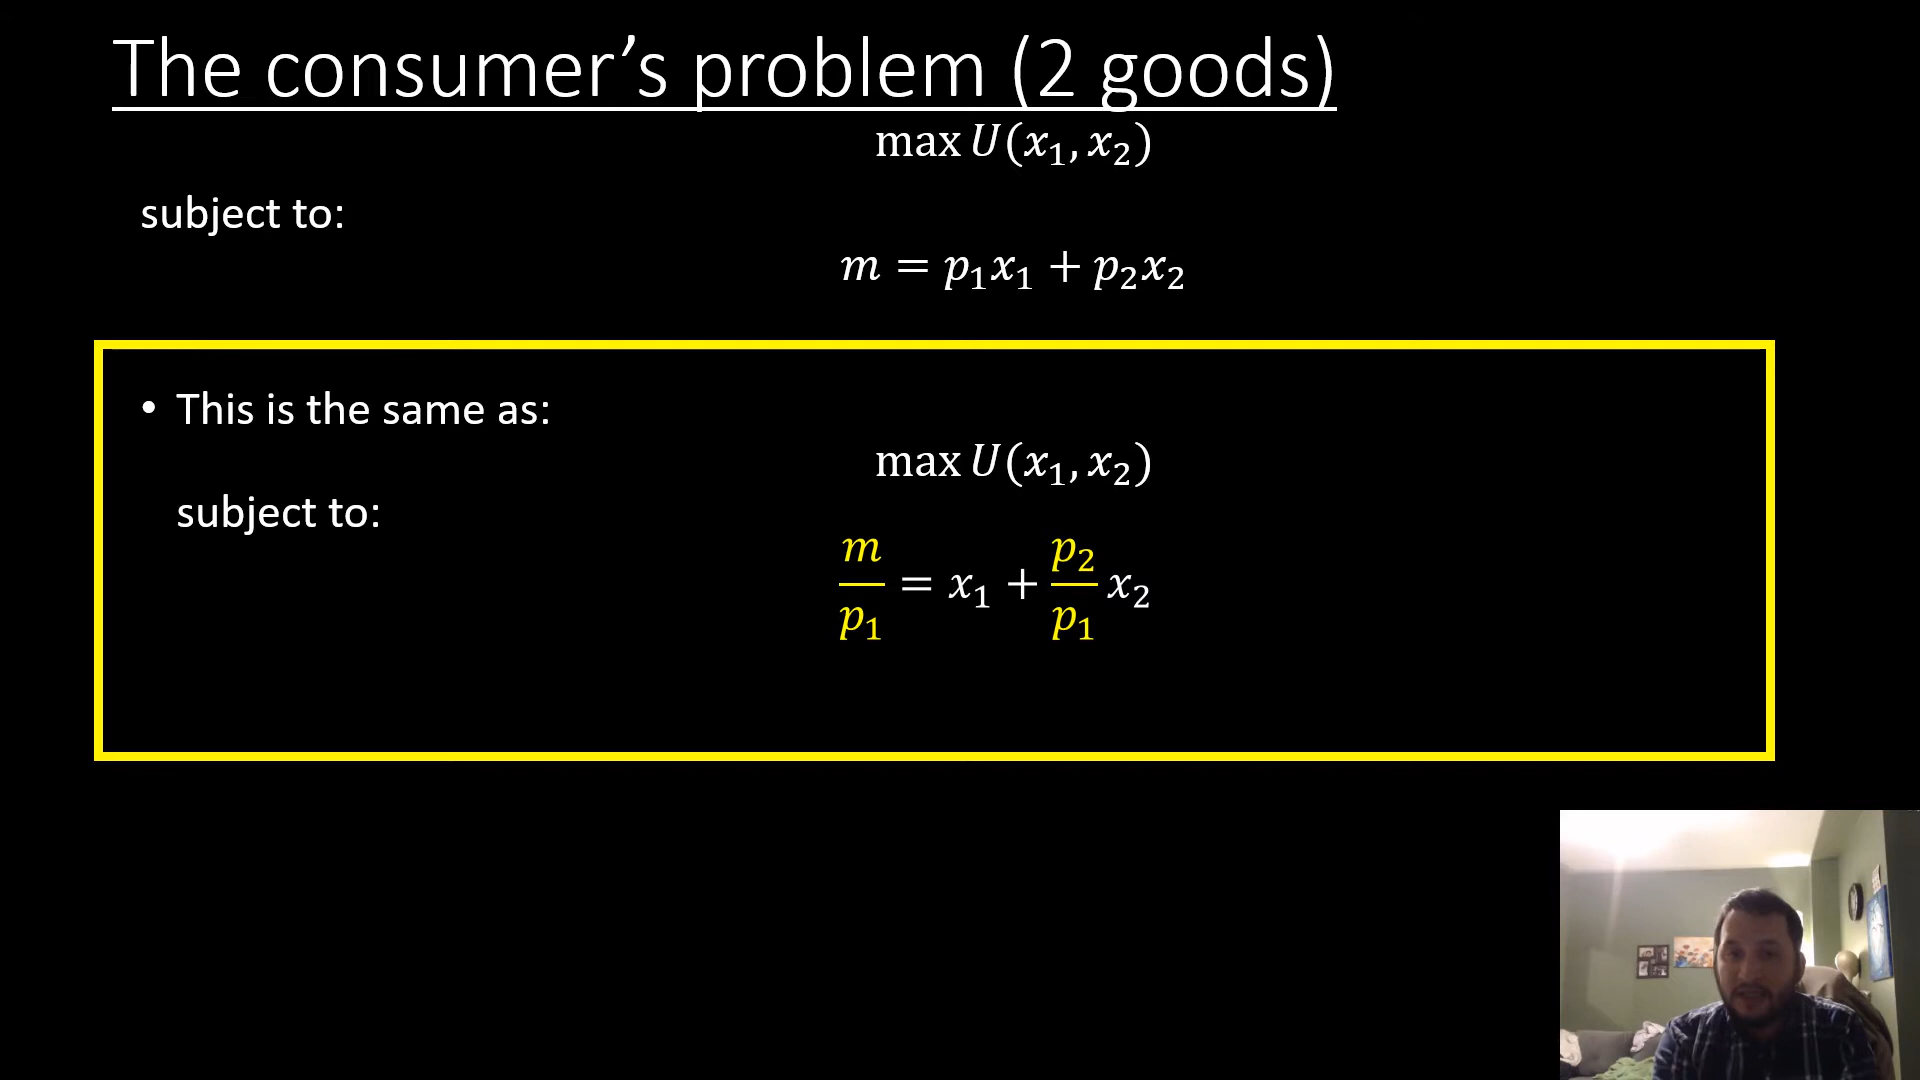 The consumer’s problem (2 goods)
max U(x₁, x₂)
subject to:
m = p₁x₁ + p₂x₂
• This is the same as:
max U(x₁, x₂)
subject to:
m/p₁ = x₁ + p₂/p₁ x₂